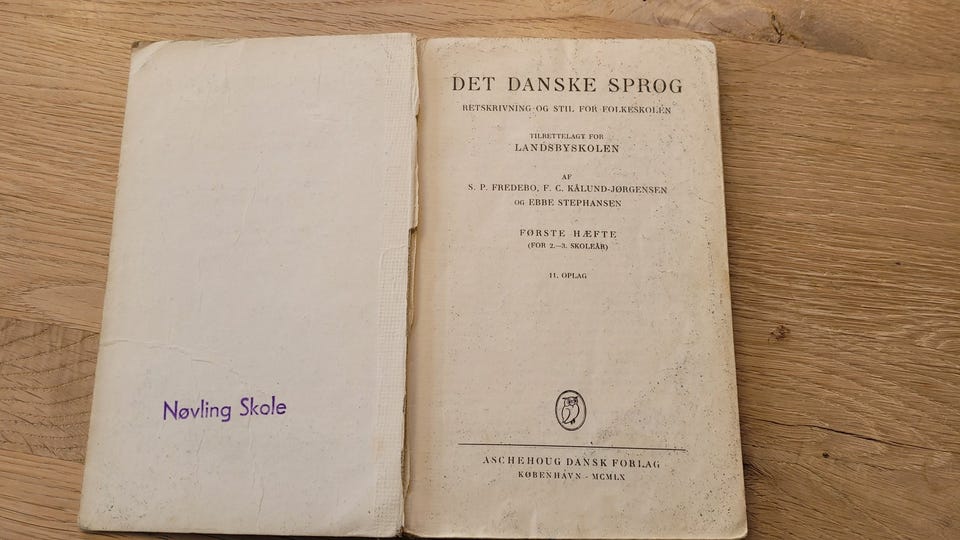 Nøvling Skole
DET DANSKE SPROG
RETSKRIVNING OG STIL FOR FOLKESKOLEN
TILRETTELAGT FOR
LANDSBYSKOLEN
AF
S. P. FREDEBO, F. C. KÅLUND-JØRGENSEN
OG EBBE STEPHANSEN
FØRSTE HÆFTE
(FOR 2.—3. SKOLEÅR)
11. OPLAG
ASCHEHOUG DANSK FORLAG
KØBENHAVN - MCMLX